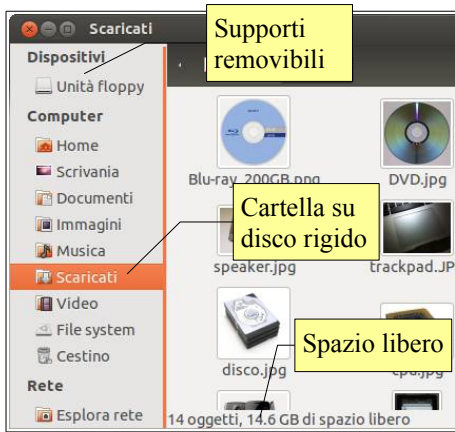 Scaricati
Supporti
removibili
Dispositivi
Unità floppy
Computer
Home
Scrivania
Documenti
Immagini
Musica
Scaricati
Video
File system
Cestino
Rete
Esplora rete
Blu-ray_200GB.png
DVD.jpg
Cartella su
disco rigido
speaker.jpg
trackpad.JP
disco.jpg
cpu.jpg
Spazio libero
14 oggetti, 14.6 GB di spazio libero